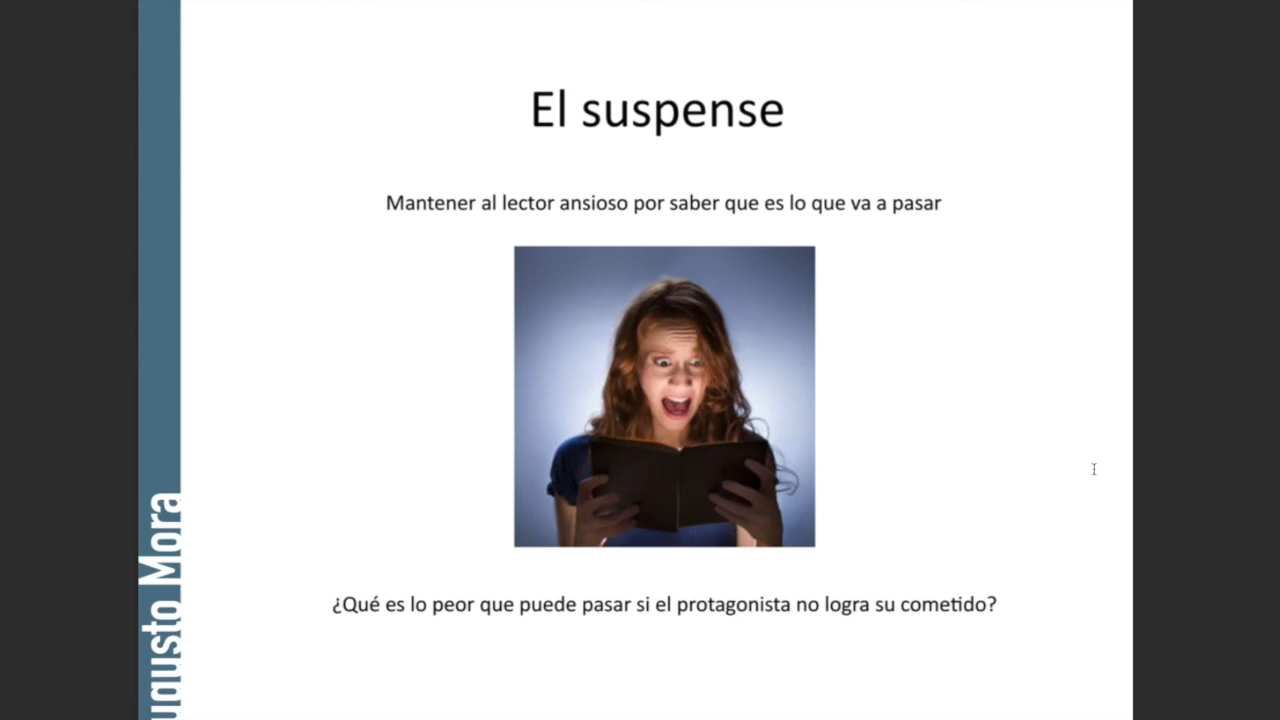 El suspense
Mantener al lector ansioso por saber que es lo que va a pasar
¿Qué es lo peor que puede pasar si el protagonista no logra su cometido?
ugusto Mora